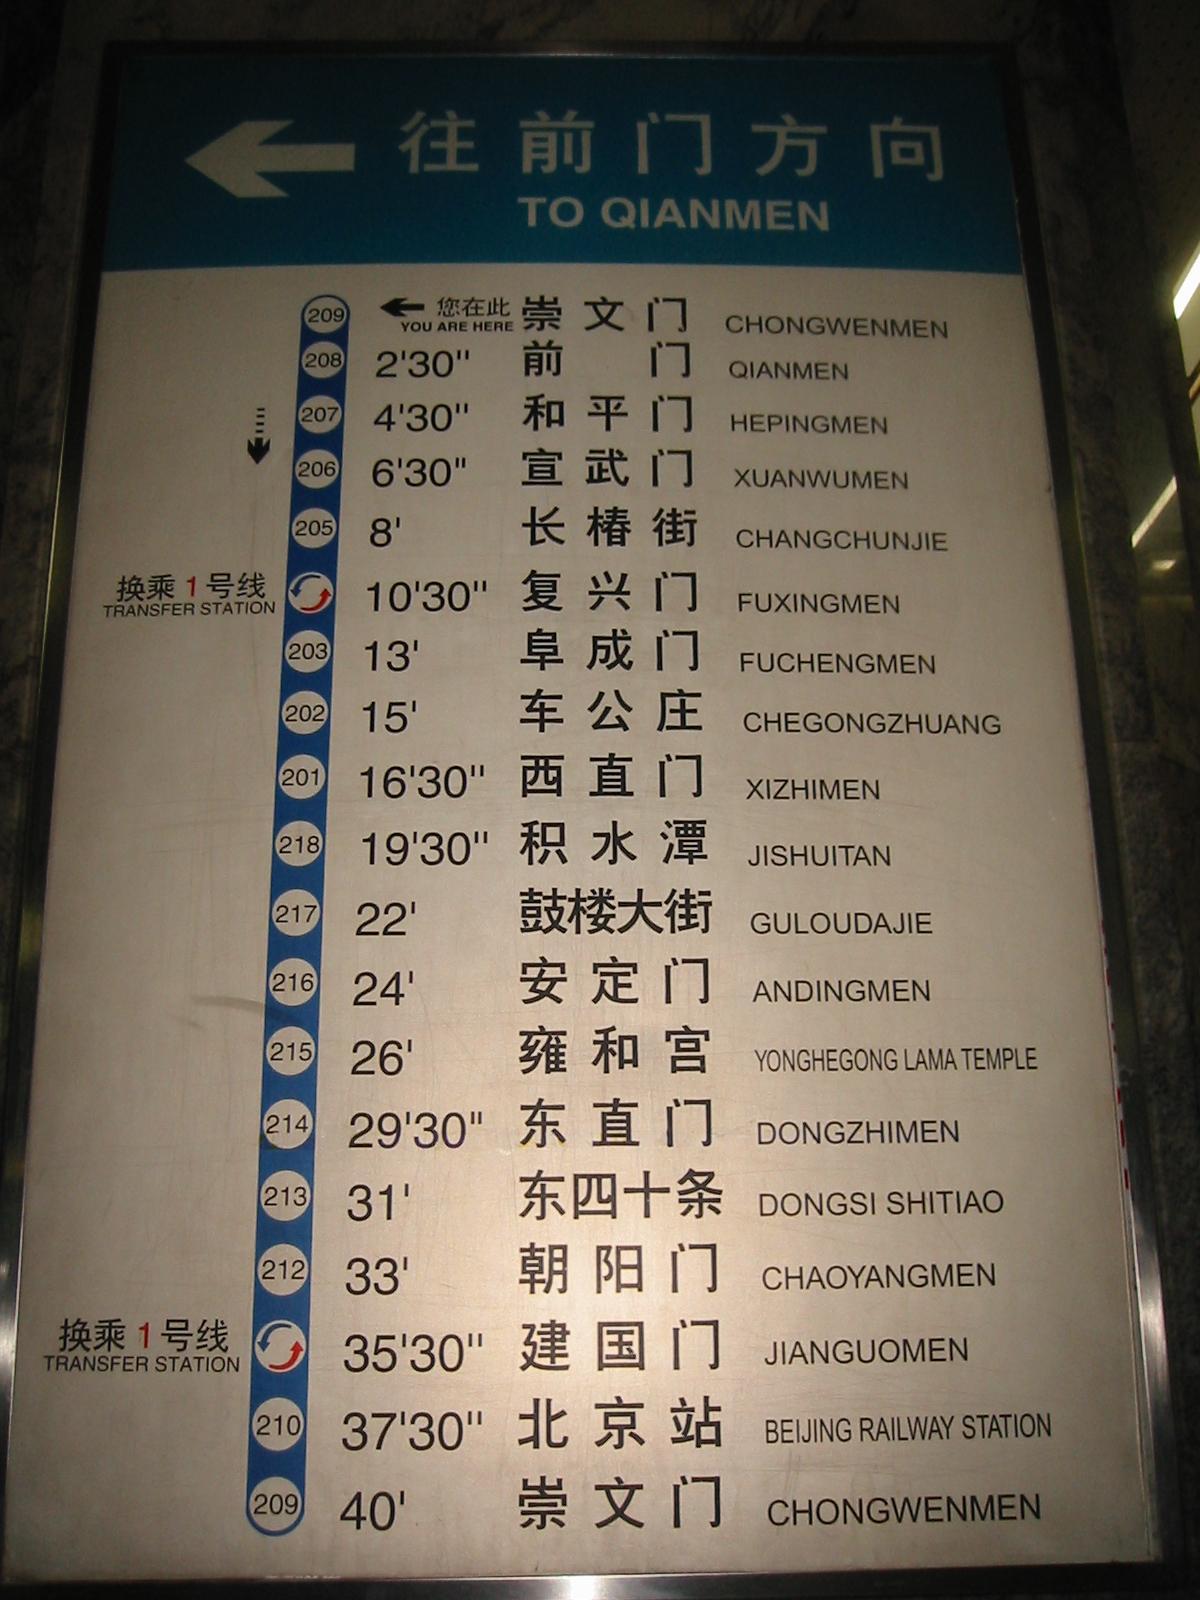 往前门方向
TO QIANMEN
209 您在此 YOU ARE HERE 崇文门 CHONGWENMEN
208 2'30" 前门 QIANMEN
207 4'30" 和平门 HEPINGMEN
206 6'30" 宣武门 XUANWUMEN
205 8' 长椿街 CHANGCHUNJIE
换乘1号线 TRANSFER STATION 10'30" 复兴门 FUXINGMEN
203 13' 阜成门 FUCHENGMEN
202 15' 车公庄 CHEGONGZHUANG
201 16'30" 西直门 XIZHIMEN
218 19'30" 积水潭 JISHUITAN
217 22' 鼓楼大街 GULOUDAJIE
216 24' 安定门 ANDINGMEN
215 26' 雍和宫 YONGHEGONG LAMA TEMPLE
214 29'30" 东直门 DONGZHIMEN
213 31' 东四十条 DONGSI SHITIAO
212 33' 朝阳门 CHAOYANGMEN
换乘1号线 TRANSFER STATION 35'30" 建国门 JIANGUOMEN
210 37'30" 北京站 BEIJING RAILWAY STATION
209 40' 崇文门 CHONGWENMEN